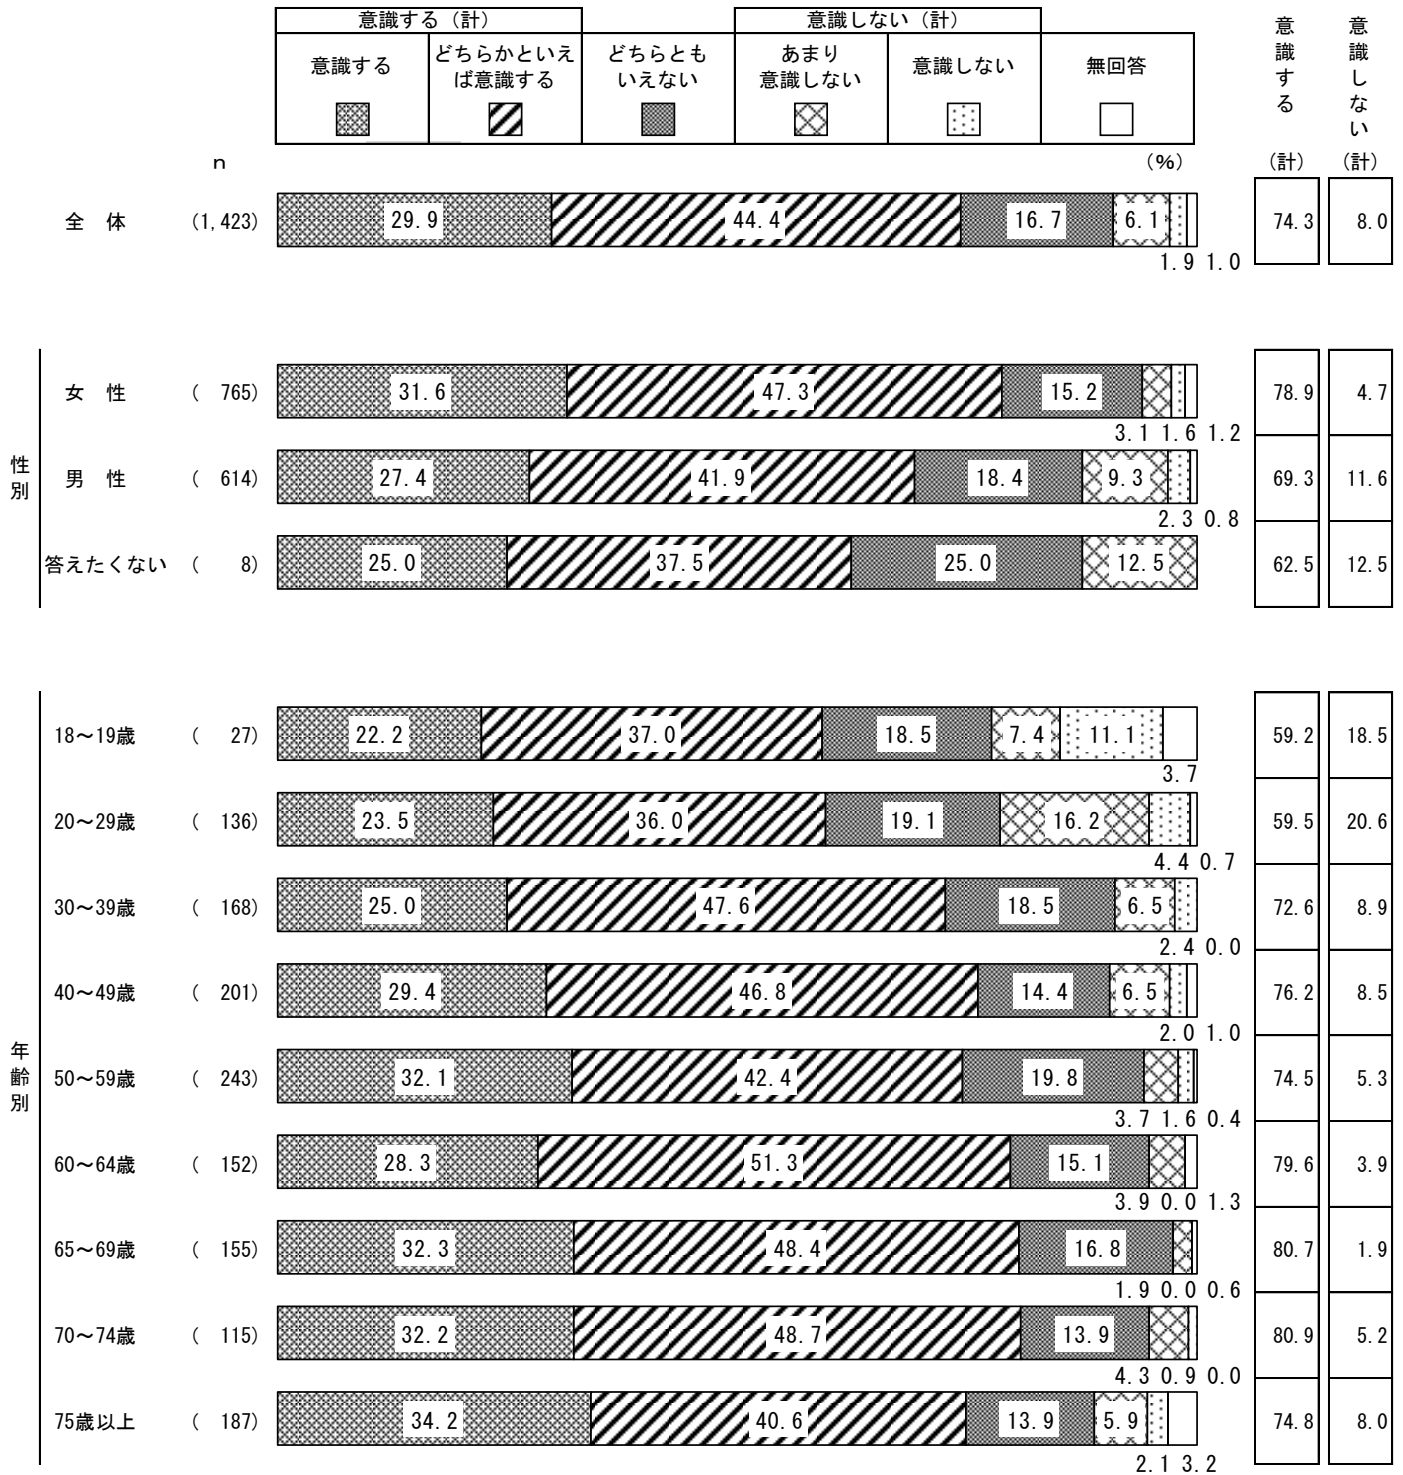 意識する（計） 意識しない（計）
意識する どちらかといえば意識する どちらともいえない あまり意識しない 意識しない 無回答 意識する（計） 意識しない（計）
n （%）
全 体 （1,423） 29.9 44.4 16.7 6.1 74.3 8.0
1.9 1.0
性別
女 性 （ 765） 31.6 47.3 15.2 78.9 4.7
3.1 1.6 1.2
男 性 （ 614） 27.4 41.9 18.4 9.3 69.3 11.6
2.3 0.8
答えたくない （ 8） 25.0 37.5 25.0 12.5 62.5 12.5
年齢別
18～19歳 （ 27） 22.2 37.0 18.5 7.4 11.1 59.2 18.5
3.7
20～29歳 （ 136） 23.5 36.0 19.1 16.2 59.5 20.6
4.4 0.7
30～39歳 （ 168） 25.0 47.6 18.5 6.5 72.6 8.9
2.4 0.0
40～49歳 （ 201） 29.4 46.8 14.4 6.5 76.2 8.5
2.0 1.0
50～59歳 （ 243） 32.1 42.4 19.8 74.5 5.3
3.7 1.6 0.4
60～64歳 （ 152） 28.3 51.3 15.1 79.6 3.9
3.9 0.0 1.3
65～69歳 （ 155） 32.3 48.4 16.8 80.7 1.9
1.9 0.0 0.6
70～74歳 （ 115） 32.2 48.7 13.9 80.9 5.2
4.3 0.9 0.0
75歳以上 （ 187） 34.2 40.6 13.9 5.9 74.8 8.0
2.1 3.2